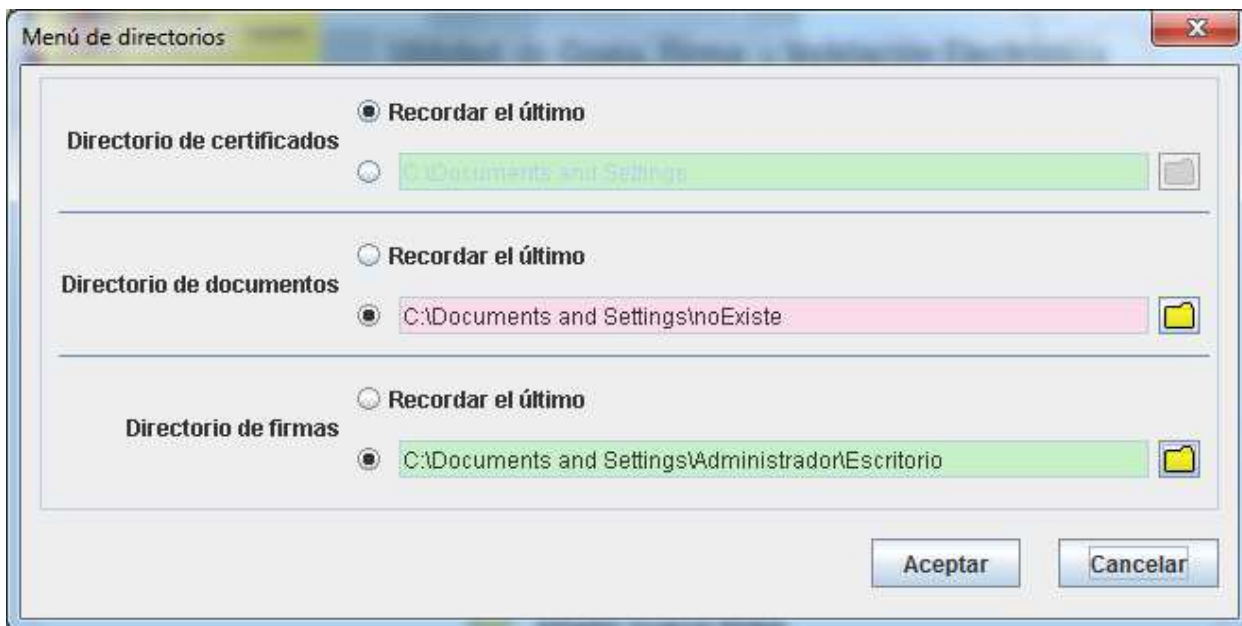 Menú de directorios
Recordar el último
Directorio de certificados
C:\Documents and Settings
Recordar el último
Directorio de documentos
C:\Documents and Settings\noExiste
Recordar el último
Directorio de firmas
C:\Documents and Settings\Administrador\Escritorio
Aceptar
Cancelar